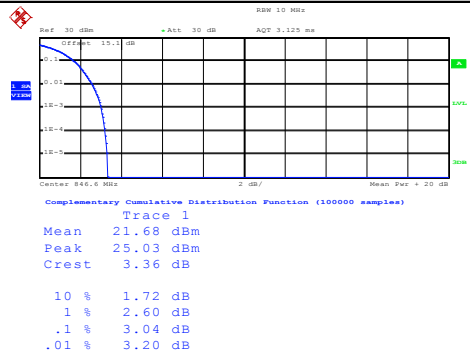 RBW 10 MHz
Ref 30 dBm Att 30 dB AQT 3.125 ms
Offset 15.1 dB
0.1
A
0.01
1 SA
VIEW
1E-3
LVL
1E-4
1E-5
3DB
Center 846.6 MHz 2 dB/ Mean Pwr + 20 dB
Complementary Cumulative Distribution Function (100000 samples)
Trace 1
Mean 21.68 dBm
Peak 25.03 dBm
Crest 3.36 dB
10 % 1.72 dB
1 % 2.60 dB
.1 % 3.04 dB
.01 % 3.20 dB